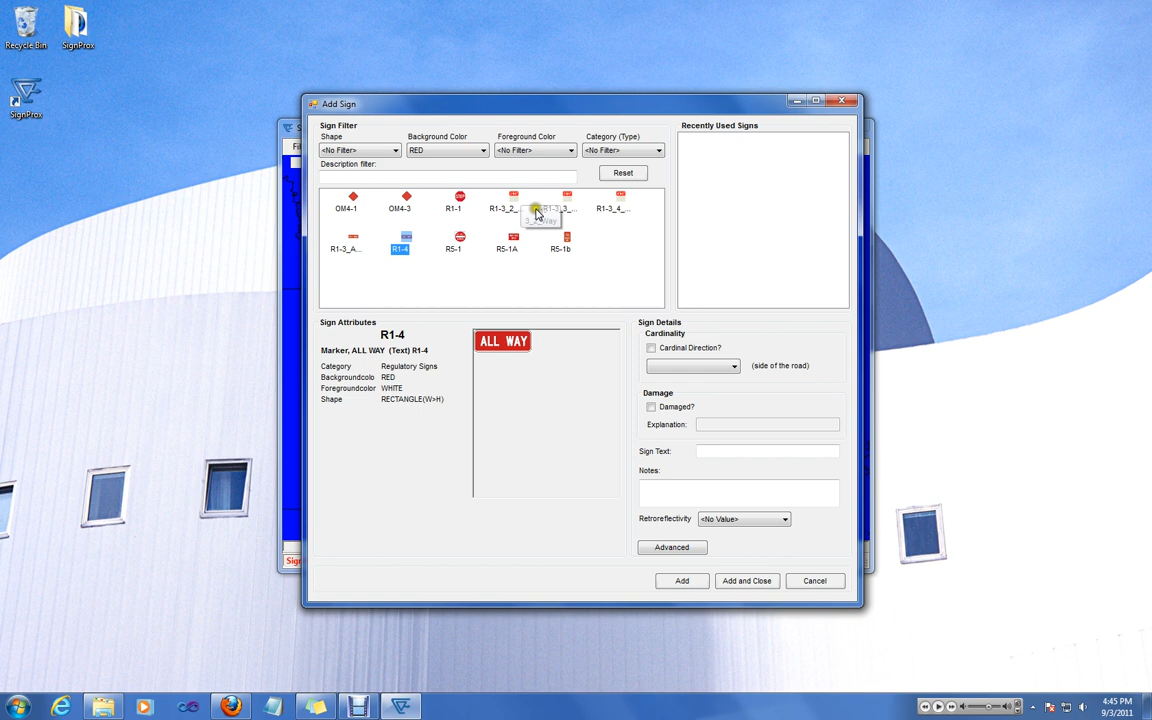 Recycle Bin
SignProx
SignProx
Add Sign
Sign Filter
Recently Used Signs
Shape
Background Color
Foreground Color
Category (Type)
<No Filter>
RED
<No Filter>
<No Filter>
Description filter:
Reset
OM4-1
OM4-3
R1-1
R1-3_2_...
R1-3_3_...
R1-3_4_...
3_2_Way
R1-3_A...
R1-4
R5-1
R5-1A
R5-1b
Sign Attributes
R1-4
Marker, ALL WAY (Text) R1-4
Category Regulatory Signs
Backgroundcolo RED
Foregroundcolor WHITE
Shape RECTANGLE(W>H)
ALL WAY
Sign Details
Cardinality
Cardinal Direction?
(side of the road)
Damage
Damaged?
Explanation:
Sign Text:
Notes:
Retroreflectivity <No Value>
Advanced
Add
Add and Close
Cancel
4:45 PM
9/3/2011